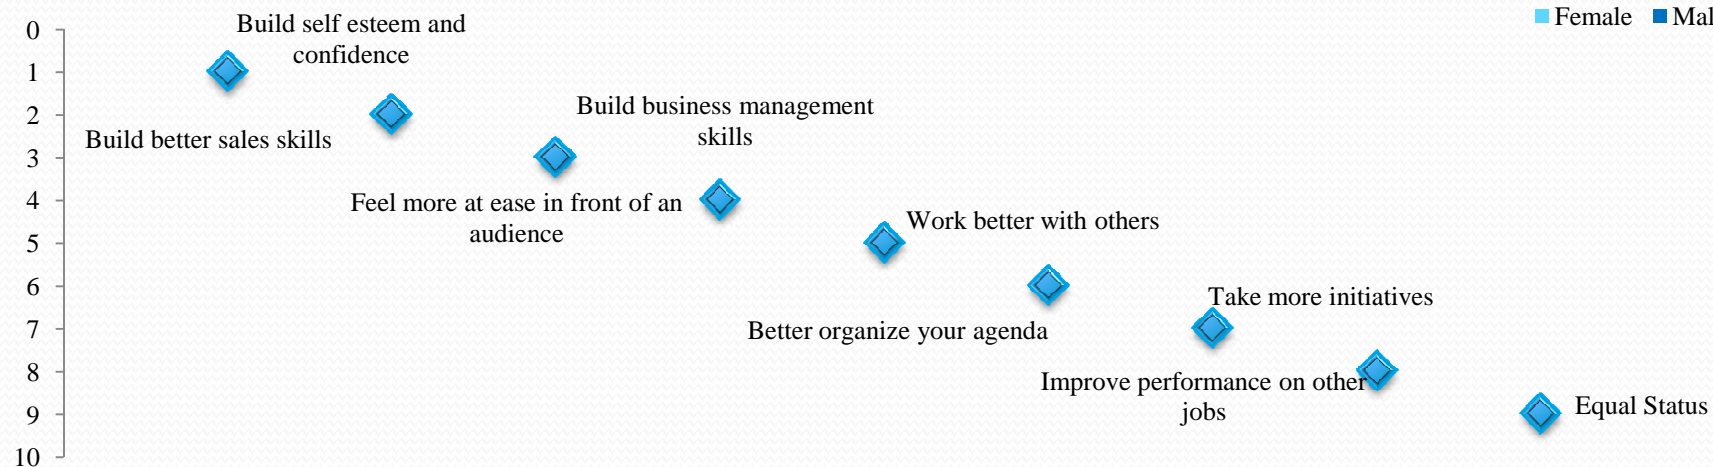 Female Mal
Build self esteem and
confidence
Build better sales skills
Build business management
skills
Feel more at ease in front of an
audience
Work better with others
Better organize your agenda
Take more initiatives
Improve performance on other
jobs
Equal Status
0
1
2
3
4
5
6
7
8
9
10